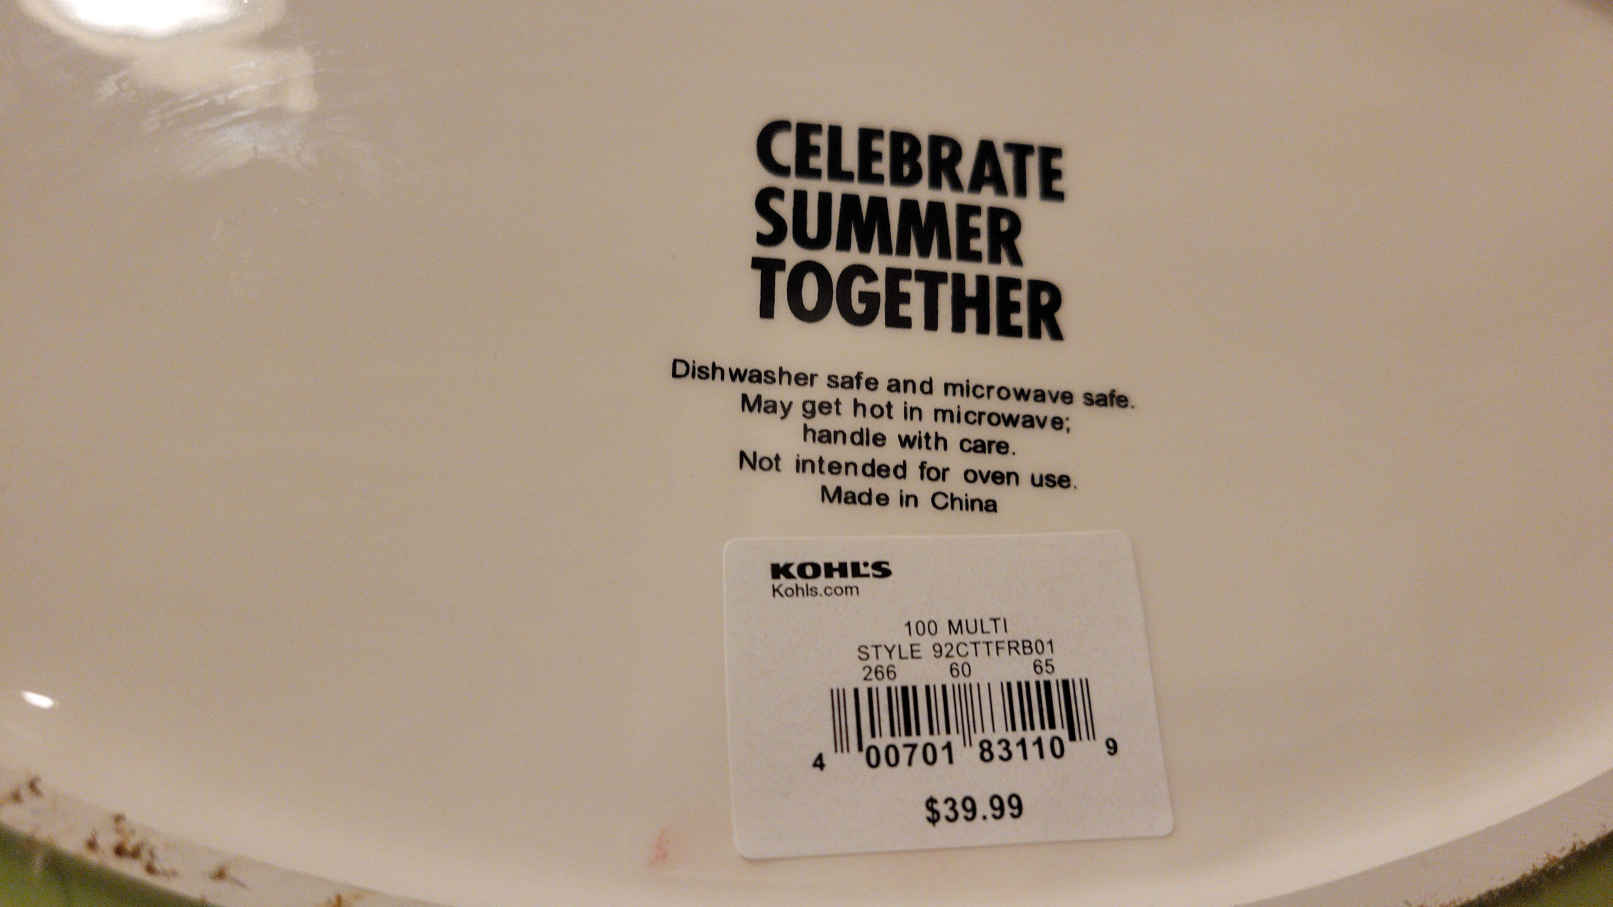 CELEBRATE
SUMMER
TOGETHER
Dishwasher safe and microwave safe.
May get hot in microwave;
handle with care.
Not intended for oven use.
Made in China
KOHL'S
Kohls.com
100 MULTI
STYLE 92CTTFRB01
266 60 65
4 00701 83110 9
$39.99